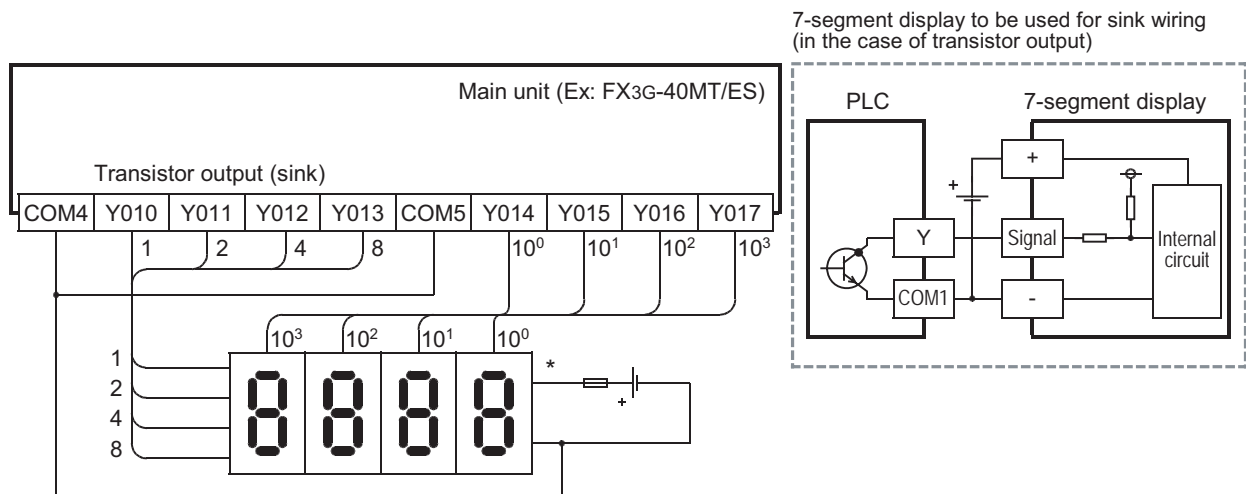 7-segment display to be used for sink wiring
(in the case of transistor output)
Main unit (Ex: FX3G-40MT/ES)
PLC
7-segment display
Transistor output (sink)
COM4 Y010 Y011 Y012 Y013 COM5 Y014 Y015 Y016 Y017
1 2 4 8 10⁰ 10¹ 10² 10³
+
+
Y
Signal
Internal
circuit
COM1
-
10³ 10² 10¹ 10⁰
1
2
4
8
*
+